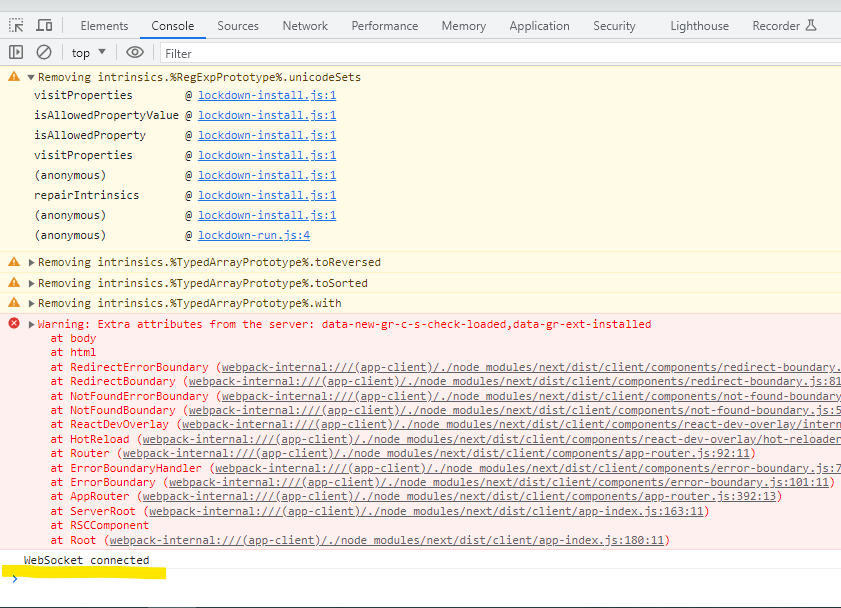 Elements Console Sources Network Performance Memory Application Security Lighthouse Recorder
top Filter
Removing intrinsics.%RegExpPrototype%.unicodeSets
visitProperties @ lockdown-install.js:1
isAllowedPropertyValue @ lockdown-install.js:1
isAllowedProperty @ lockdown-install.js:1
visitProperties @ lockdown-install.js:1
(anonymous) @ lockdown-install.js:1
repairIntrinsics @ lockdown-install.js:1
(anonymous) @ lockdown-install.js:1
(anonymous) @ lockdown-run.js:4
Removing intrinsics.%TypedArrayPrototype%.toReversed
Removing intrinsics.%TypedArrayPrototype%.toSorted
Removing intrinsics.%TypedArrayPrototype%.with
Warning: Extra attributes from the server: data-new-gr-c-s-check-loaded,data-gr-ext-installed
at body
at html
at RedirectErrorBoundary (webpack-internal:///(app-client)/./node_modules/next/dist/client/components/redirect-boundary.
at RedirectBoundary (webpack-internal:///(app-client)/./node_modules/next/dist/client/components/redirect-boundary.js:81
at NotFoundErrorBoundary (webpack-internal:///(app-client)/./node_modules/next/dist/client/components/not-found-boundary
at NotFoundBoundary (webpack-internal:///(app-client)/./node_modules/next/dist/client/components/not-found-boundary.js:5
at ReactDevOverlay (webpack-internal:///(app-client)/./node_modules/next/dist/client/components/react-dev-overlay/intern
at HotReload (webpack-internal:///(app-client)/./node_modules/next/dist/client/components/react-dev-overlay/hot-reloader
at Router (webpack-internal:///(app-client)/./node_modules/next/dist/client/components/app-router.js:92:11)
at ErrorBoundaryHandler (webpack-internal:///(app-client)/./node_modules/next/dist/client/components/error-boundary.js:7
at ErrorBoundary (webpack-internal:///(app-client)/./node_modules/next/dist/client/components/error-boundary.js:101:11)
at AppRouter (webpack-internal:///(app-client)/./node_modules/next/dist/client/components/app-router.js:392:13)
at ServerRoot (webpack-internal:///(app-client)/./node_modules/next/dist/client/app-index.js:163:11)
at RSCComponent
at Root (webpack-internal:///(app-client)/./node_modules/next/dist/client/app-index.js:180:11)
WebSocket connected